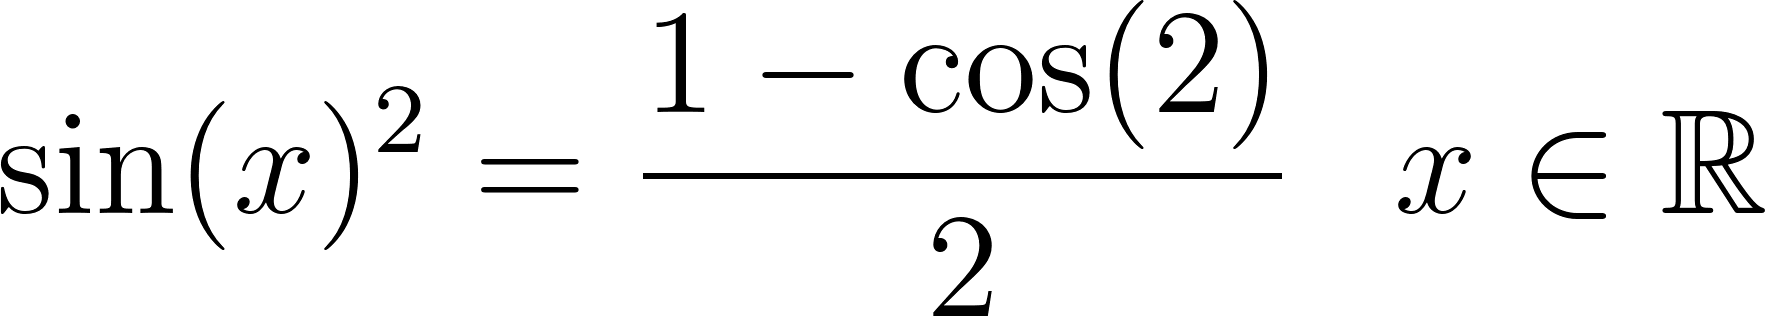 sin(x)² = (1 − cos(2))/2   x ∈ ℝ